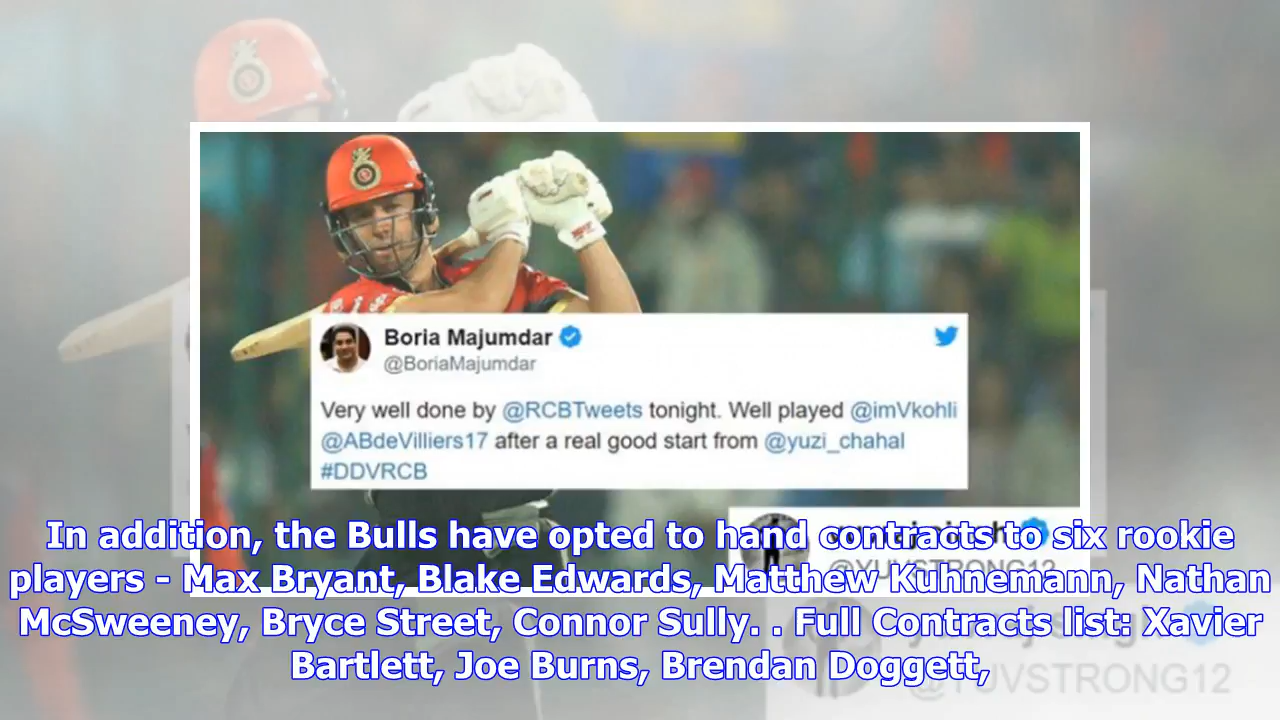 Boria Majumdar
@BoriaMajumdar
Very well done by @RCBTweets tonight. Well played @imVkohli
@ABdeVilliers17 after a real good start from @yuzi_chahal
#DDVRCB
In addition, the Bulls have opted to hand contracts to six rookie
@YUVSTRONG12
players - Max Bryant, Blake Edwards, Matthew Kuhnemann, Nathan
McSweeney, Bryce Street, Connor Sully. . Full Contracts list: Xavier
Bartlett, Joe Burns, Brendan Doggett,
@YUVSTRONG12